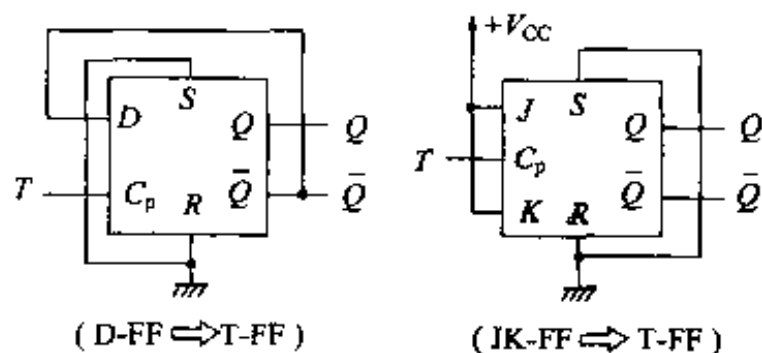 +V_CC
S
D
Q
Q
T
C_p
R
Q̄
Q̄
( D-FF ⇨ T-FF )
J
S
Q
Q
T
C_p
K
R
Q̄
Q̄
( JK-FF ⇨ T-FF )